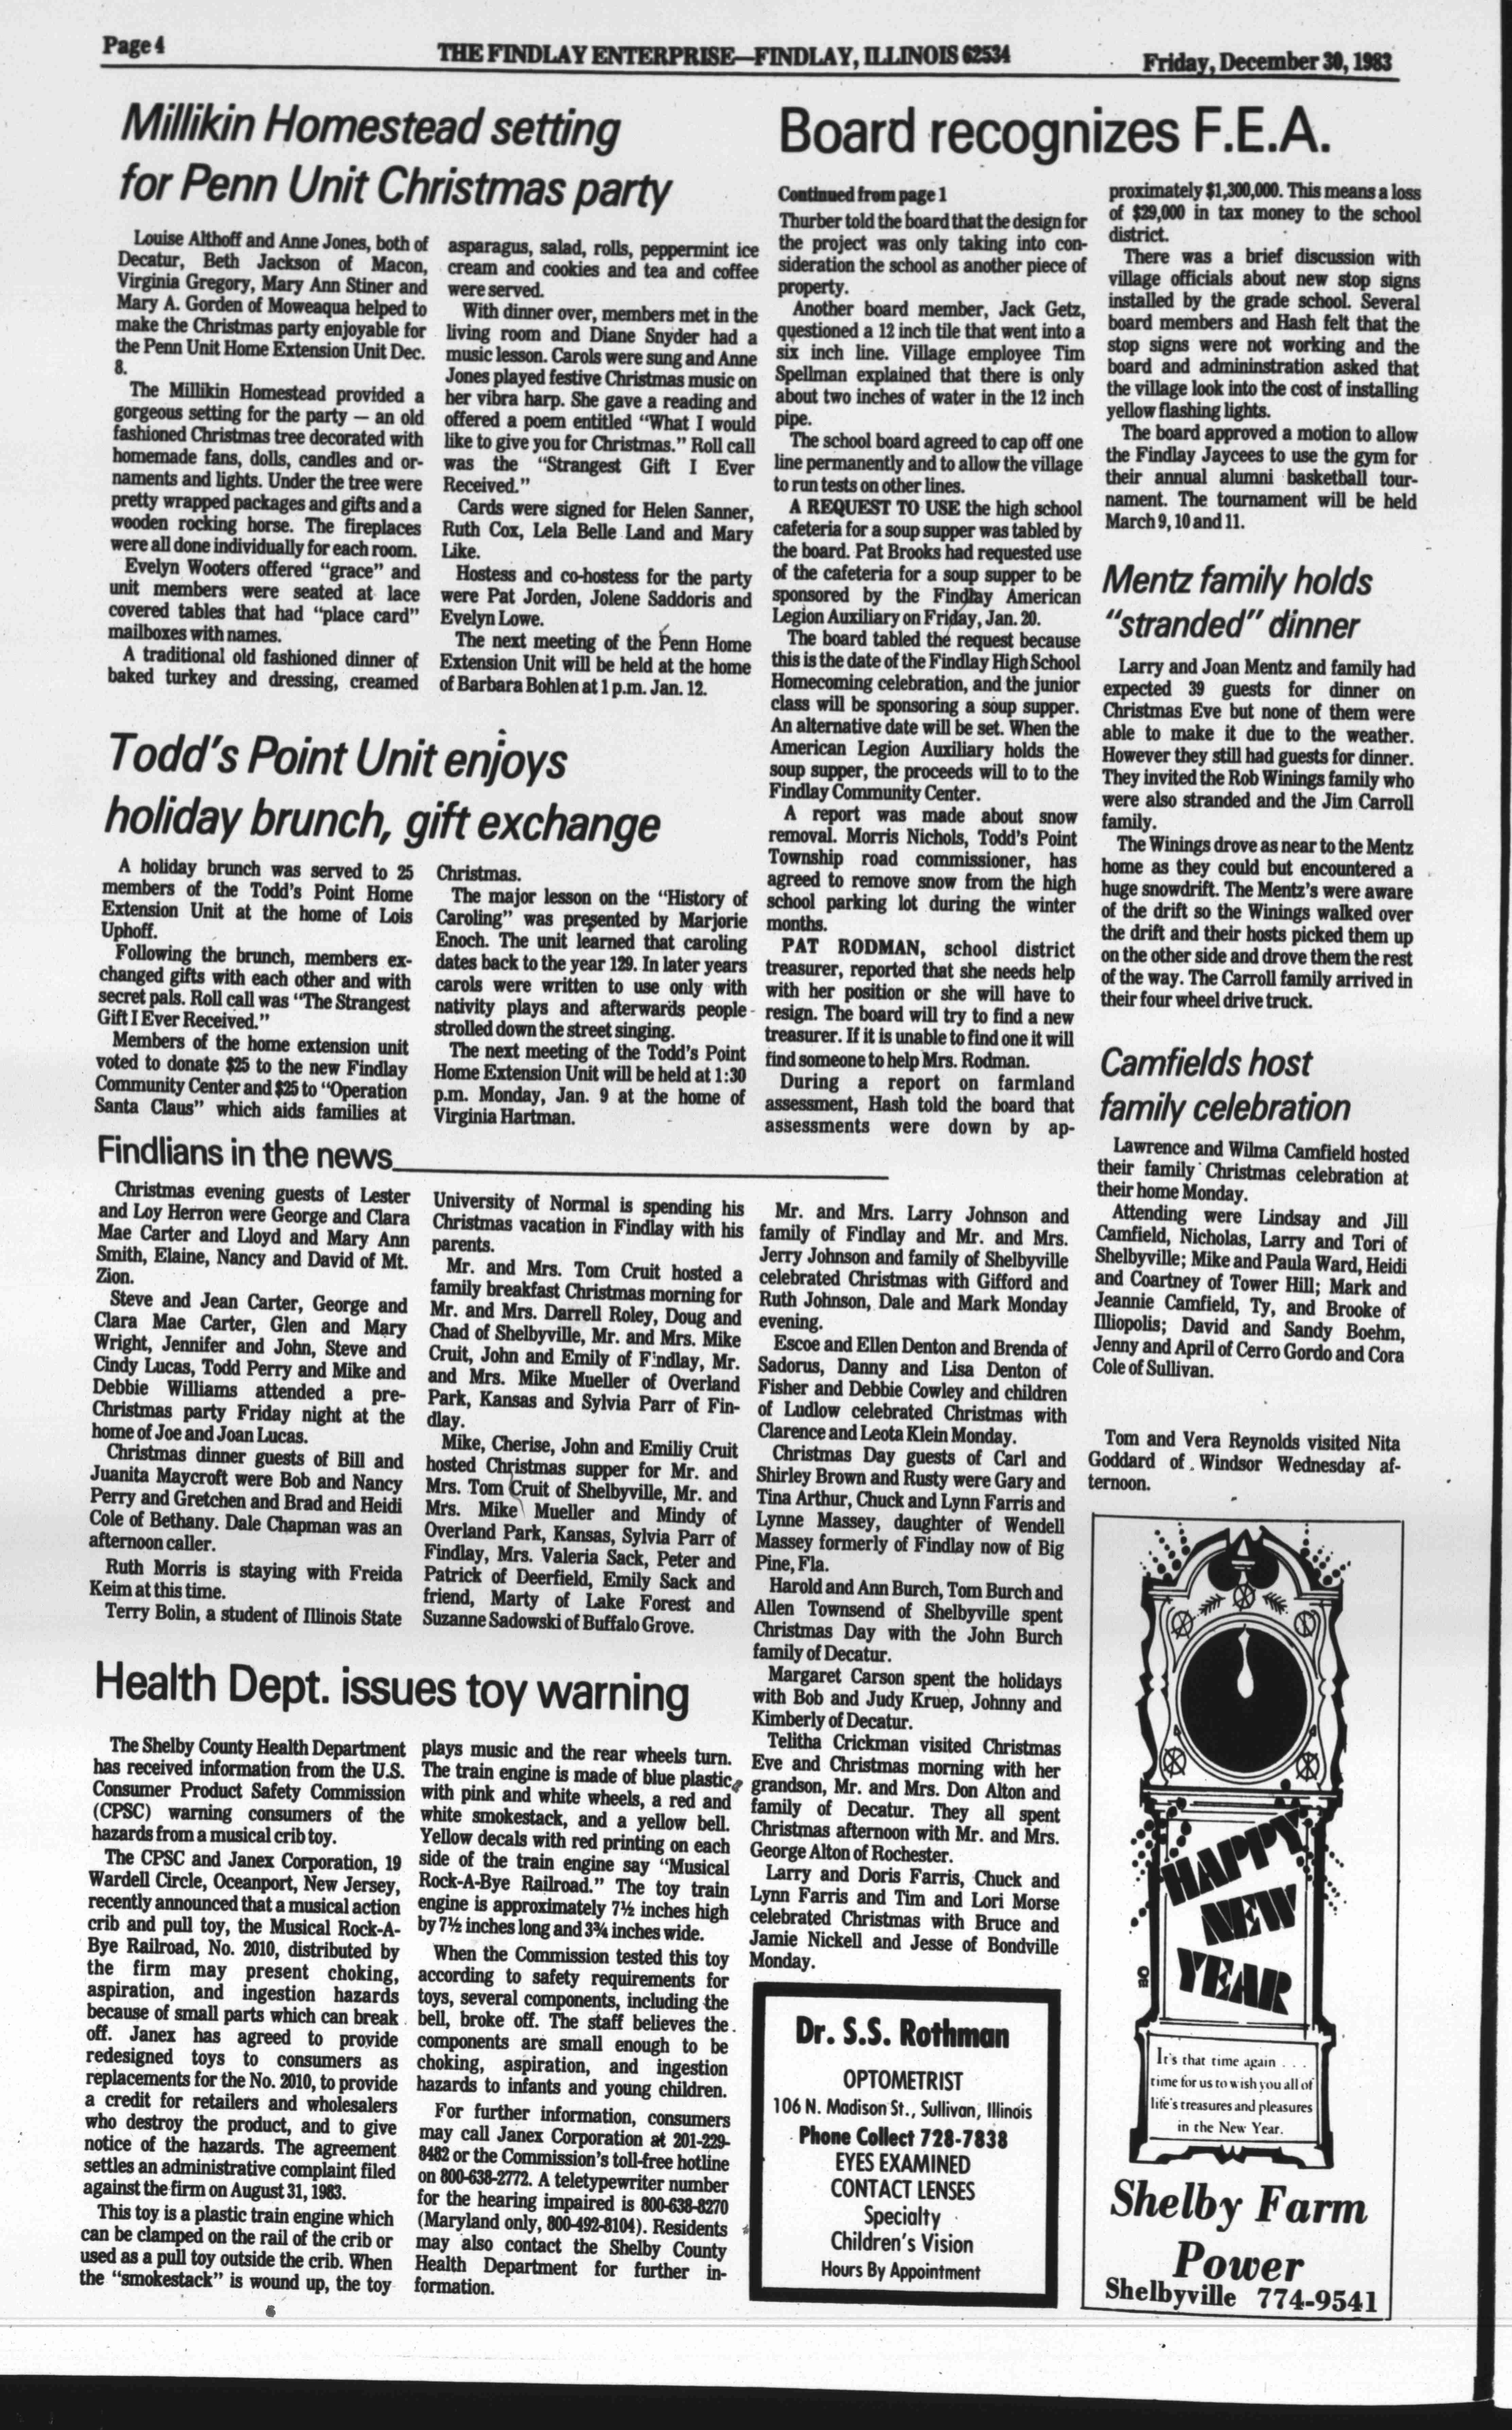 Page 4
THE FINDLAY ENTERPRISE—FINDLAY, ILLINOIS 62534
Friday, December 30, 1983
Millikin Homestead setting
for Penn Unit Christmas party
Louise Althoff and Anne Jones, both of
Decatur, Beth Jackson of Macon,
Virginia Gregory, Mary Ann Stiner and
Mary A. Gorden of Moweaqua helped to
make the Christmas party enjoyable for
the Penn Unit Home Extension Unit Dec.
8.
The Millikin Homestead provided a
gorgeous setting for the party — an old
fashioned Christmas tree decorated with
homemade fans, dolls, candles and or-
naments and lights. Under the tree were
pretty wrapped packages and gifts and a
wooden rocking horse. The fireplaces
were all done individually for each room.
Evelyn Wooters offered "grace" and
unit members were seated at lace
covered tables that had "place card"
mailboxes with names.
A traditional old fashioned dinner of
baked turkey and dressing, creamed
asparagus, salad, rolls, peppermint ice
cream and cookies and tea and coffee
were served.
With dinner over, members met in the
living room and Diane Snyder had a
music lesson. Carols were sung and Anne
Jones played festive Christmas music on
her vibra harp. She gave a reading and
offered a poem entitled "What I would
like to give you for Christmas." Roll call
was the "Strangest Gift I Ever
Received."
Cards were signed for Helen Sanner,
Ruth Cox, Lela Belle Land and Mary
Like.
Hostess and co-hostess for the party
were Pat Jorden, Jolene Saddoris and
Evelyn Lowe.
The next meeting of the Penn Home
Extension Unit will be held at the home
of Barbara Bohlen at 1 p.m. Jan. 12.
Todd's Point Unit enjoys
holiday brunch, gift exchange
A holiday brunch was served to 25
members of the Todd's Point Home
Extension Unit at the home of Lois
Uphoff.
Following the brunch, members ex-
changed gifts with each other and with
secret pals. Roll call was "The Strangest
Gift I Ever Received."
Members of the home extension unit
voted to donate $25 to the new Findlay
Community Center and $25 to "Operation
Santa Claus" which aids families at
Christmas.
The major lesson on the "History of
Caroling" was presented by Marjorie
Enoch. The unit learned that caroling
dates back to the year 129. In later years
carols were written to use only with
nativity plays and afterwards people
strolled down the street singing.
The next meeting of the Todd's Point
Home Extension Unit will be held at 1:30
p.m. Monday, Jan. 9 at the home of
Virginia Hartman.
Board recognizes F.E.A.
Continued from page 1
Thurber told the board that the design for
the project was only taking into con-
sideration the school as another piece of
property.
Another board member, Jack Getz,
questioned a 12 inch tile that went into a
six inch line. Village employee Tim
Spellman explained that there is only
about two inches of water in the 12 inch
pipe.
The school board agreed to cap off one
line permanently and to allow the village
to run tests on other lines.
A REQUEST TO USE the high school
cafeteria for a soup supper was tabled by
the board. Pat Brooks had requested use
of the cafeteria for a soup supper to be
sponsored by the Findlay American
Legion Auxiliary on Friday, Jan. 20.
The board tabled the request because
this is the date of the Findlay High School
Homecoming celebration, and the junior
class will be sponsoring a soup supper.
An alternative date will be set. When the
American Legion Auxiliary holds the
soup supper, the proceeds will to to the
Findlay Community Center.
A report was made about snow
removal. Morris Nichols, Todd's Point
Township road commissioner, has
agreed to remove snow from the high
school parking lot during the winter
months.
PAT RODMAN, school district
treasurer, reported that she needs help
with her position or she will have to
resign. The board will try to find a new
treasurer. If it is unable to find one it will
find someone to help Mrs. Rodman.
During a report on farmland
assessment, Hash told the board that
assessments were down by ap-
proximately $1,300,000. This means a loss
of $29,000 in tax money to the school
district.
There was a brief discussion with
village officials about new stop signs
installed by the grade school. Several
board members and Hash felt that the
stop signs were not working and the
board and admininstration asked that
the village look into the cost of installing
yellow flashing lights.
The board approved a motion to allow
the Findlay Jaycees to use the gym for
their annual alumni basketball tour-
nament. The tournament will be held
March 9, 10 and 11.
Mentz family holds
"stranded" dinner
Larry and Joan Mentz and family had
expected 39 guests for dinner on
Christmas Eve but none of them were
able to make it due to the weather.
However they still had guests for dinner.
They invited the Rob Winings family who
were also stranded and the Jim Carroll
family.
The Winings drove as near to the Mentz
home as they could but encountered a
huge snowdrift. The Mentz's were aware
of the drift so the Winings walked over
the drift and their hosts picked them up
on the other side and drove them the rest
of the way. The Carroll family arrived in
their four wheel drive truck.
Camfields host
family celebration
Lawrence and Wilma Camfield hosted
their family Christmas celebration at
their home Monday.
Attending were Lindsay and Jill
Camfield, Nicholas, Larry and Tori of
Shelbyville; Mike and Paula Ward, Heidi
and Coartney of Tower Hill; Mark and
Jeannie Camfield, Ty, and Brooke of
Illiopolis; David and Sandy Boehm,
Jenny and April of Cerro Gordo and Cora
Cole of Sullivan.
Tom and Vera Reynolds visited Nita
Goddard of Windsor Wednesday af-
ternoon.
Findlians in the news
Christmas evening guests of Lester
and Loy Herron were George and Clara
Mae Carter and Lloyd and Mary Ann
Smith, Elaine, Nancy and David of Mt.
Zion.
Steve and Jean Carter, George and
Clara Mae Carter, Glen and Mary
Wright, Jennifer and John, Steve and
Cindy Lucas, Todd Perry and Mike and
Debbie Williams attended a pre-
Christmas party Friday night at the
home of Joe and Joan Lucas.
Christmas dinner guests of Bill and
Juanita Maycroft were Bob and Nancy
Perry and Gretchen and Brad and Heidi
Cole of Bethany. Dale Chapman was an
afternoon caller.
Ruth Morris is staying with Freida
Keim at this time.
Terry Bolin, a student of Illinois State
University of Normal is spending his
Christmas vacation in Findlay with his
parents.
Mr. and Mrs. Tom Cruit hosted a
family breakfast Christmas morning for
Mr. and Mrs. Darrell Roley, Doug and
Chad of Shelbyville, Mr. and Mrs. Mike
Cruit, John and Emily of Findlay, Mr.
and Mrs. Mike Mueller of Overland
Park, Kansas and Sylvia Parr of Fin-
dlay.
Mike, Cherise, John and Emiliy Cruit
hosted Christmas supper for Mr. and
Mrs. Tom Cruit of Shelbyville, Mr. and
Mrs. Mike Mueller and Mindy of
Overland Park, Kansas, Sylvia Parr of
Findlay, Mrs. Valeria Sack, Peter and
Patrick of Deerfield, Emily Sack and
friend, Marty of Lake Forest and
Suzanne Sadowski of Buffalo Grove.
Mr. and Mrs. Larry Johnson and
family of Findlay and Mr. and Mrs.
Jerry Johnson and family of Shelbyville
celebrated Christmas with Gifford and
Ruth Johnson, Dale and Mark Monday
evening.
Escoe and Ellen Denton and Brenda of
Sadorus, Danny and Lisa Denton of
Fisher and Debbie Cowley and children
of Ludlow celebrated Christmas with
Clarence and Leota Klein Monday.
Christmas Day guests of Carl and
Shirley Brown and Rusty were Gary and
Tina Arthur, Chuck and Lynn Farris and
Lynne Massey, daughter of Wendell
Massey formerly of Findlay now of Big
Pine, Fla.
Harold and Ann Burch, Tom Burch and
Allen Townsend of Shelbyville spent
Christmas Day with the John Burch
family of Decatur.
Margaret Carson spent the holidays
with Bob and Judy Kruep, Johnny and
Kimberly of Decatur.
Telitha Crickman visited Christmas
Eve and Christmas morning with her
grandson, Mr. and Mrs. Don Alton and
family of Decatur. They all spent
Christmas afternoon with Mr. and Mrs.
George Alton of Rochester.
Larry and Doris Farris, Chuck and
Lynn Farris and Tim and Lori Morse
celebrated Christmas with Bruce and
Jamie Nickell and Jesse of Bondville
Monday.
Health Dept. issues toy warning
The Shelby County Health Department
has received information from the U.S.
Consumer Product Safety Commission
(CPSC) warning consumers of the
hazards from a musical crib toy.
The CPSC and Janex Corporation, 19
Wardell Circle, Oceanport, New Jersey,
recently announced that a musical action
crib and pull toy, the Musical Rock-A-
Bye Railroad, No. 2010, distributed by
the firm may present choking,
aspiration, and ingestion hazards
because of small parts which can break
off. Janex has agreed to provide
redesigned toys to consumers as
replacements for the No. 2010, to provide
a credit for retailers and wholesalers
who destroy the product, and to give
notice of the hazards. The agreement
settles an administrative complaint filed
against the firm on August 31, 1983.
This toy is a plastic train engine which
can be clamped on the rail of the crib or
used as a pull toy outside the crib. When
the "smokestack" is wound up, the toy
plays music and the rear wheels turn.
The train engine is made of blue plastic
with pink and white wheels, a red and
white smokestack, and a yellow bell.
Yellow decals with red printing on each
side of the train engine say "Musical
Rock-A-Bye Railroad." The toy train
engine is approximately 7½ inches high
by 7½ inches long and 3¾ inches wide.
When the Commission tested this toy
according to safety requirements for
toys, several components, including the
bell, broke off. The staff believes the
components are small enough to be
choking, aspiration, and ingestion
hazards to infants and young children.
For further information, consumers
may call Janex Corporation at 201-229-
8482 or the Commission's toll-free hotline
on 800-638-2772. A teletypewriter number
for the hearing impaired is 800-638-8270
(Maryland only, 800-492-8104). Residents
may also contact the Shelby County
Health Department for further in-
formation.
Dr. S.S. Rothman
OPTOMETRIST
106 N. Madison St., Sullivan, Illinois
Phone Collect 728-7838
EYES EXAMINED
CONTACT LENSES
Specialty
Children's Vision
Hours By Appointment
HAPPY
NEW
YEAR
It's that time again . . .
time for us to wish you all of
life's treasures and pleasures
in the New Year.
Shelby Farm
Power
Shelbyville 774-9541